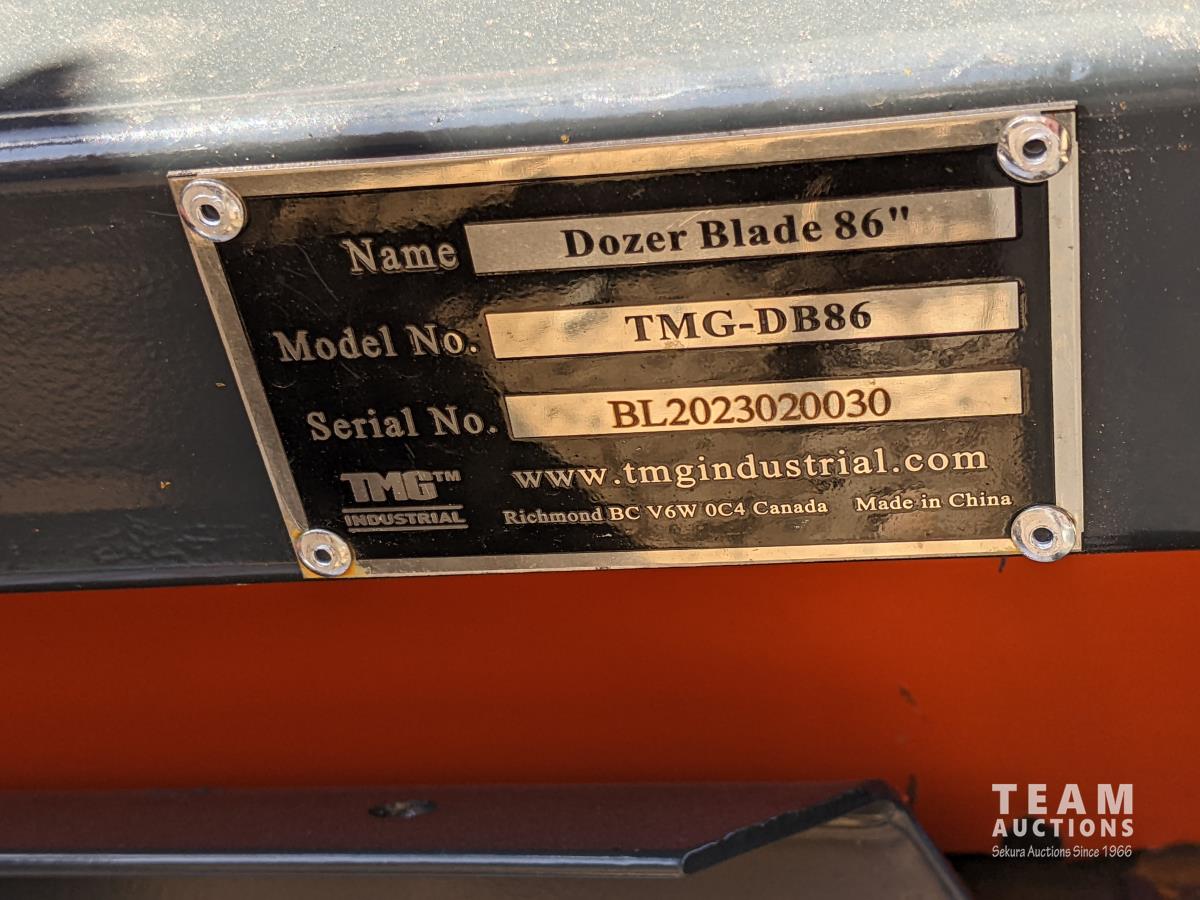 Name Dozer Blade 86"
Model No. TMG-DB86
Serial No. BL2023020030
TMG™ INDUSTRIAL
www.tmgindustrial.com
Richmond BC V6W 0C4 Canada Made in China
TEAM
AUCTIONS
Sekura Auctions Since 1966